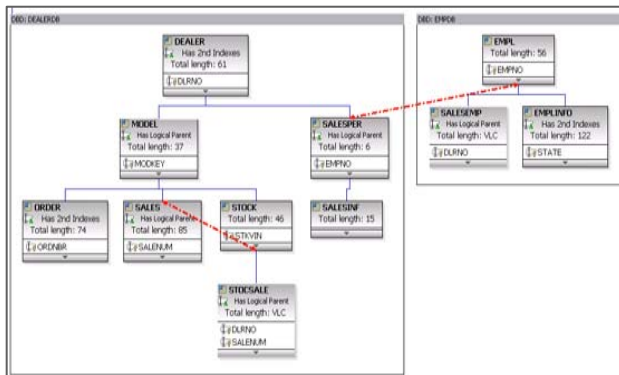 DBD: DEALERDB
DBD: EMPDB
DEALER
Has 2nd Indexes
Total length: 61
DLRNO
EMPL
Total length: 56
EMPNO
MODEL
Has Logical Parent
Total length: 37
MODKEY
SALESPER
Has Logical Parent
Total length: 6
EMPNO
SALESEMP
Has Logical Parent
Total length: VLC
DLRNO
EMPLINFO
Has 2nd Indexes
Total length: 122
STATE
ORDER
Has 2nd Indexes
Total length: 74
ORDNBR
SALES
Has Logical Parent
Total length: 85
SALENUM
STOCK
Total length: 46
STKVIN
SALESINF
Total length: 15
STOCSALE
Has Logical Parent
Total length: VLC
DLRNO
SALENUM